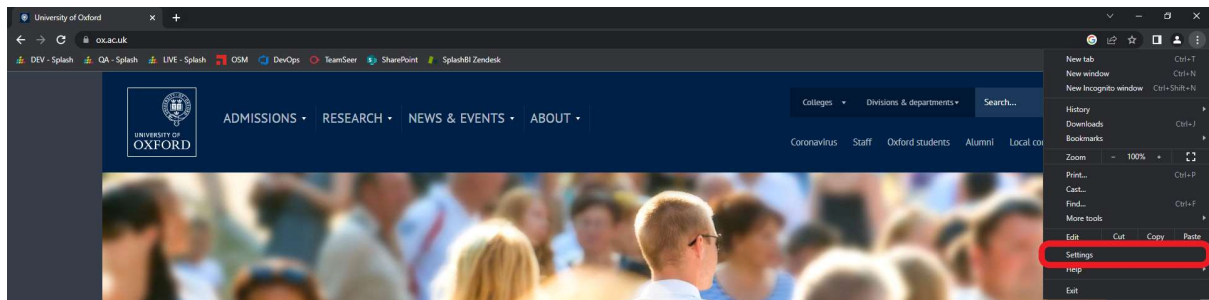 University of Oxford
ox.ac.uk
DEV - Splash QA - Splash LIVE - Splash OSM DevOps TeamSeer SharePoint SplashBI Zendesk
UNIVERSITY OF
OXFORD
ADMISSIONS RESEARCH NEWS & EVENTS ABOUT
Colleges Divisions & departments Search...
Coronavirus Staff Oxford students Alumni Local co
New tab Ctrl+T
New window Ctrl+N
New Incognito window Ctrl+Shift+N
History
Downloads Ctrl+J
Bookmarks
Zoom - 100% +
Print... Ctrl+P
Cast...
Find... Ctrl+F
More tools
Edit Cut Copy Paste
Settings
Help
Exit